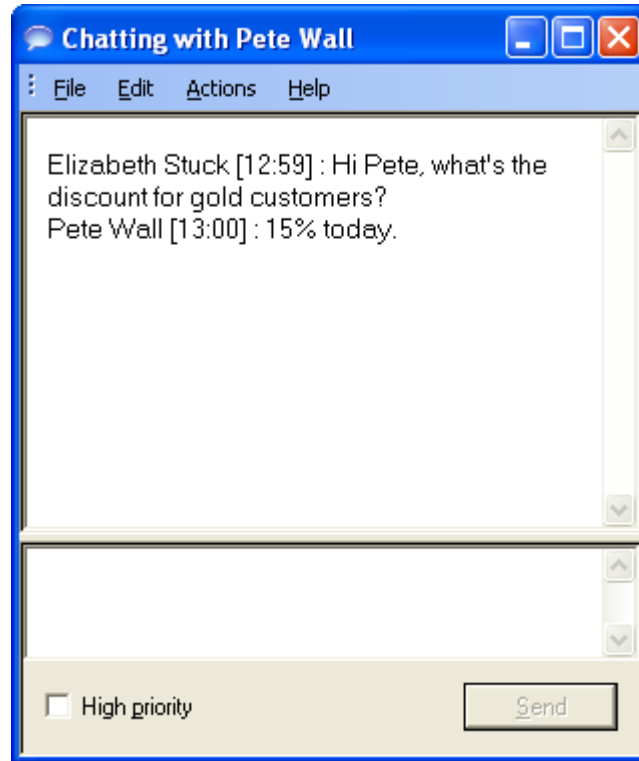 Chatting with Pete Wall
File Edit Actions Help
Elizabeth Stuck [12:59] : Hi Pete, what's the
discount for gold customers?
Pete Wall [13:00] : 15% today.
High priority
Send